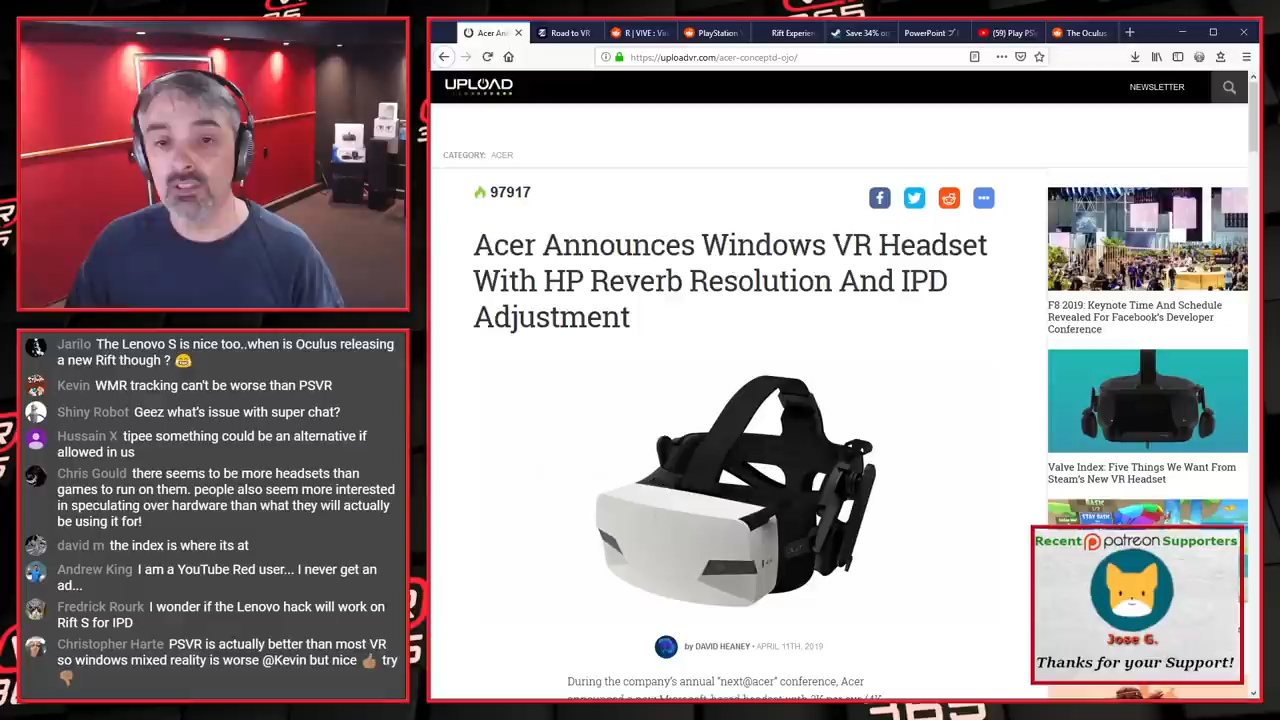 Acer An
Road to VR
R | VIVE : Vi
PlayStation
Rift Experien
Save 34% o
PowerPoint プ
(59) Play PS
The Oculus
https://uploadvr.com/acer-conceptd-ojo/
UPLOAD
NEWSLETTER
CATEGORY: ACER
97917
Acer Announces Windows VR Headset
With HP Reverb Resolution And IPD
Adjustment
by DAVID HEANEY • APRIL 11TH, 2019
During the company's annual "next@acer" conference, Acer
F8 2019: Keynote Time And Schedule
Revealed For Facebook's Developer
Conference
Valve Index: Five Things We Want From
Steam's New VR Headset
Jarilo The Lenovo S is nice too..when is Oculus releasing
a new Rift though ? 😂
Kevin WMR tracking can't be worse than PSVR
Shiny Robot Geez what's issue with super chat?
Hussain X tipee something could be an alternative if
allowed in us
Chris Gould there seems to be more headsets than
games to run on them. people also seem more interested
in speculating over hardware than what they will actually
be using it for!
david m the index is where its at
Andrew King I am a YouTube Red user... I never get an
ad...
Fredrick Rourk I wonder if the Lenovo hack will work on
Rift S for IPD
Christopher Harte PSVR is actually better than most VR
so windows mixed reality is worse @Kevin but nice 👍🏽 try
👎🏽
Recent patreon Supporters
Jose G.
Thanks for your Support!
365